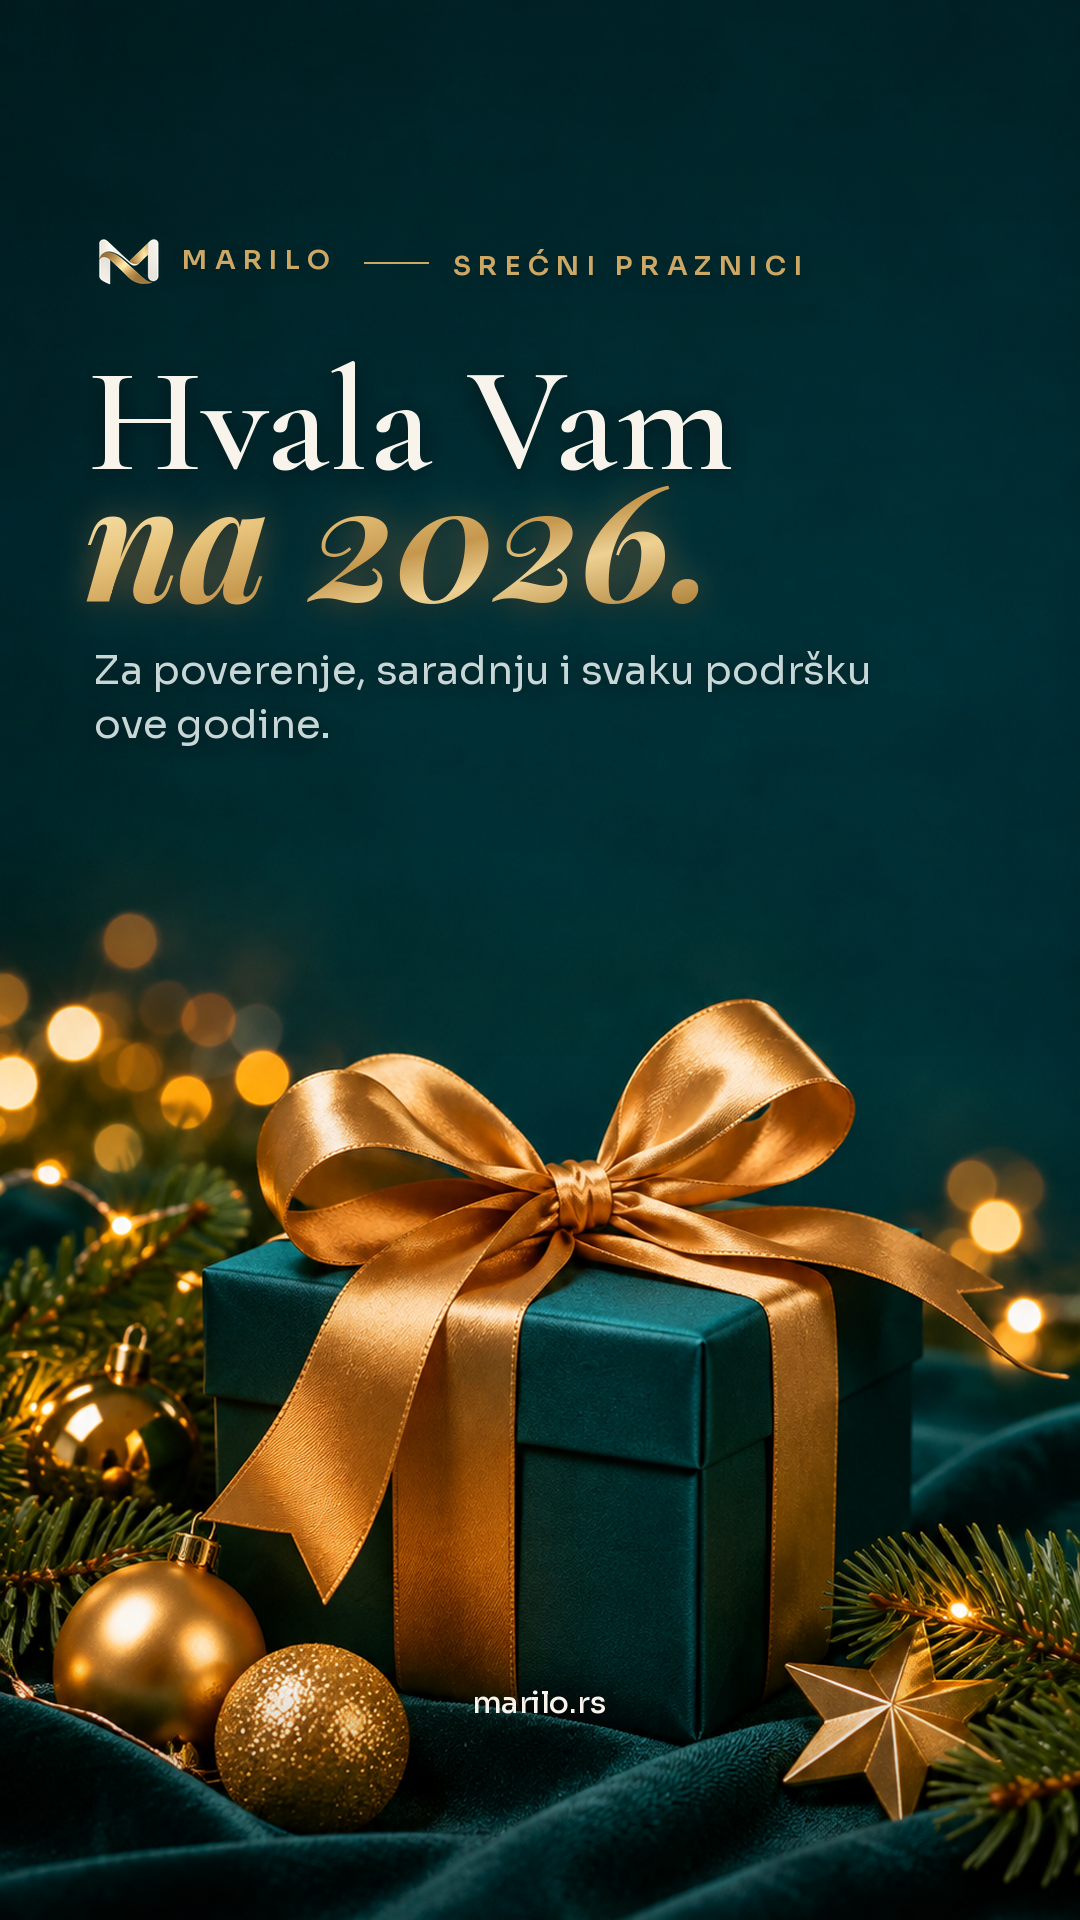 MARILO — SREĆNI PRAZNICI
Hvala Vam
na 2026.
Za poverenje, saradnju i svaku podršku
ove godine.
marilo.rs